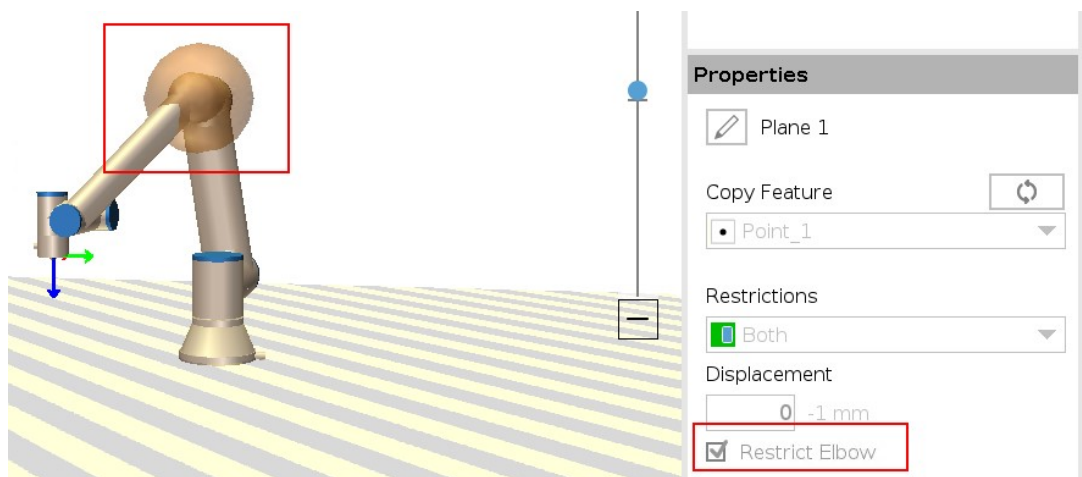 Properties
Plane 1
Copy Feature
Point_1
Restrictions
Both
Displacement
0 -1 mm
Restrict Elbow